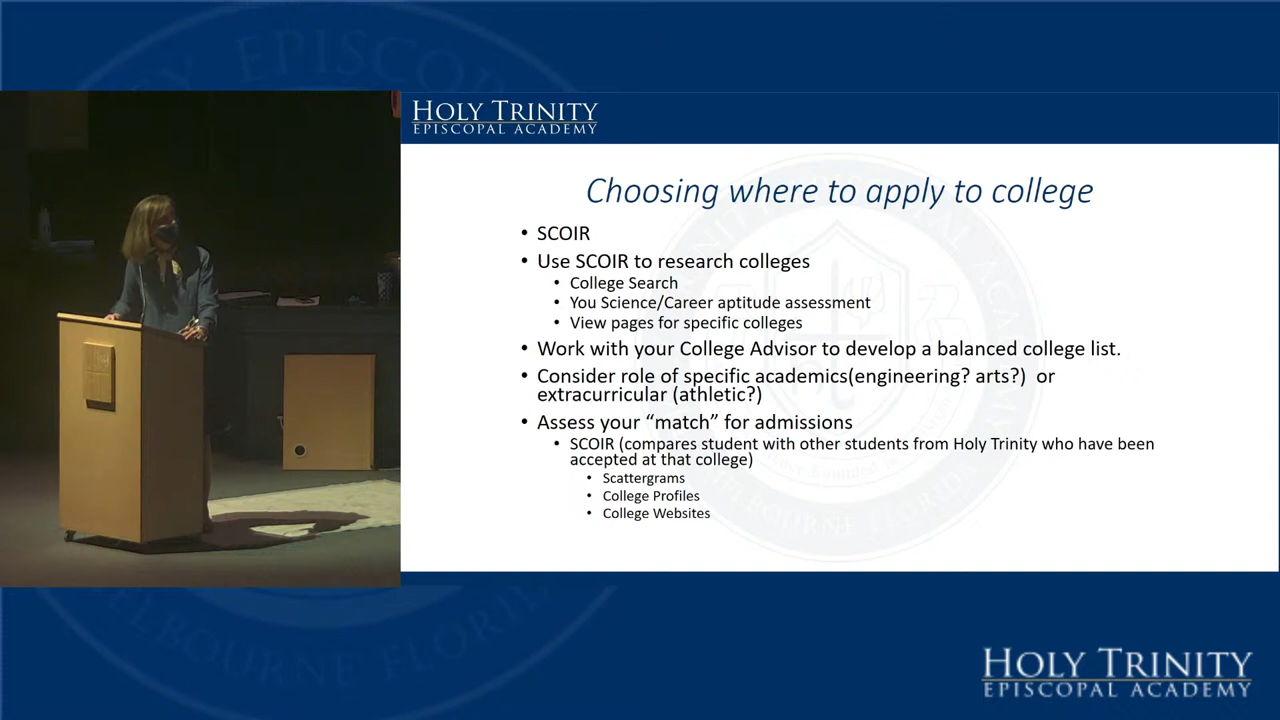 EPISCOP
HOLY TRINITY
EPISCOPAL ACADEMY
Choosing where to apply to college
• SCOIR
• Use SCOIR to research colleges
• College Search
• You Science/Career aptitude assessment
• View pages for specific colleges
• Work with your College Advisor to develop a balanced college list.
• Consider role of specific academics(engineering? arts?) or
extracurricular (athletic?)
• Assess your “match” for admissions
• SCOIR (compares student with other students from Holy Trinity who have been
accepted at that college)
• Scattergrams
• College Profiles
• College Websites
MELBOURNE FLORID
HOLY TRINITY
EPISCOPAL ACADEMY